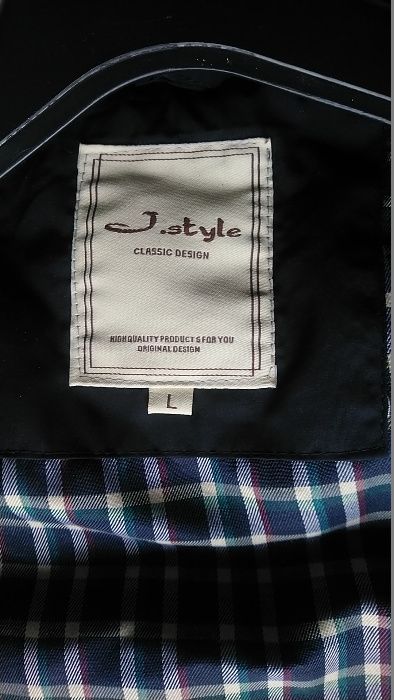 J.style
CLASSIC DESIGN
HIGHQUALITY PRODUCTS FOR YOU
ORIGINAL DESIGN
L